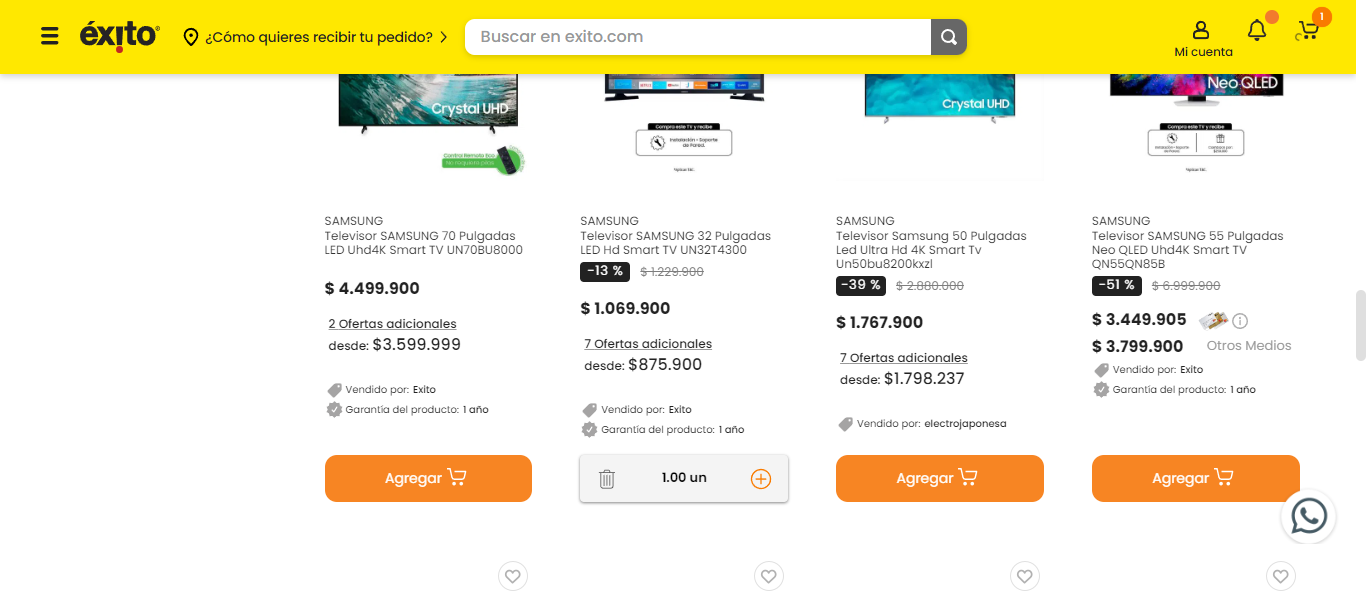 éxito
¿Cómo quieres recibir tu pedido?
Buscar en exito.com
Mi cuenta
1
Crystal UHD
Control Remoto Eco
No requiere pilas
Compra este TV y recibe
Instalación + Soporte
de Pared.
*Aplican T&C.
Crystal UHD
Neo QLED
Compra este TV y recibe
Instalación + Soporte
de Pared.
*Aplican T&C.
SAMSUNG
Televisor SAMSUNG 70 Pulgadas
LED Uhd4K Smart TV UN70BU8000
$ 4.499.900
2 Ofertas adicionales
desde: $3.599.999
Vendido por: Exito
Garantía del producto: 1 año
Agregar
SAMSUNG
Televisor SAMSUNG 32 Pulgadas
LED Hd Smart TV UN32T4300
-13 % $ 1.229.900
$ 1.069.900
7 Ofertas adicionales
desde: $875.900
Vendido por: Exito
Garantía del producto: 1 año
1.00 un
SAMSUNG
Televisor Samsung 50 Pulgadas
Led Ultra Hd 4K Smart Tv
Un50bu8200kxzl
-39 % $ 2.880.000
$ 1.767.900
7 Ofertas adicionales
desde: $1.798.237
Vendido por: electrojaponesa
Agregar
SAMSUNG
Televisor SAMSUNG 55 Pulgadas
Neo QLED Uhd4K Smart TV
QN55QN85B
-51 % $ 6.999.900
$ 3.449.905
$ 3.799.900 Otros Medios
Vendido por: Exito
Garantía del producto: 1 año
Agregar